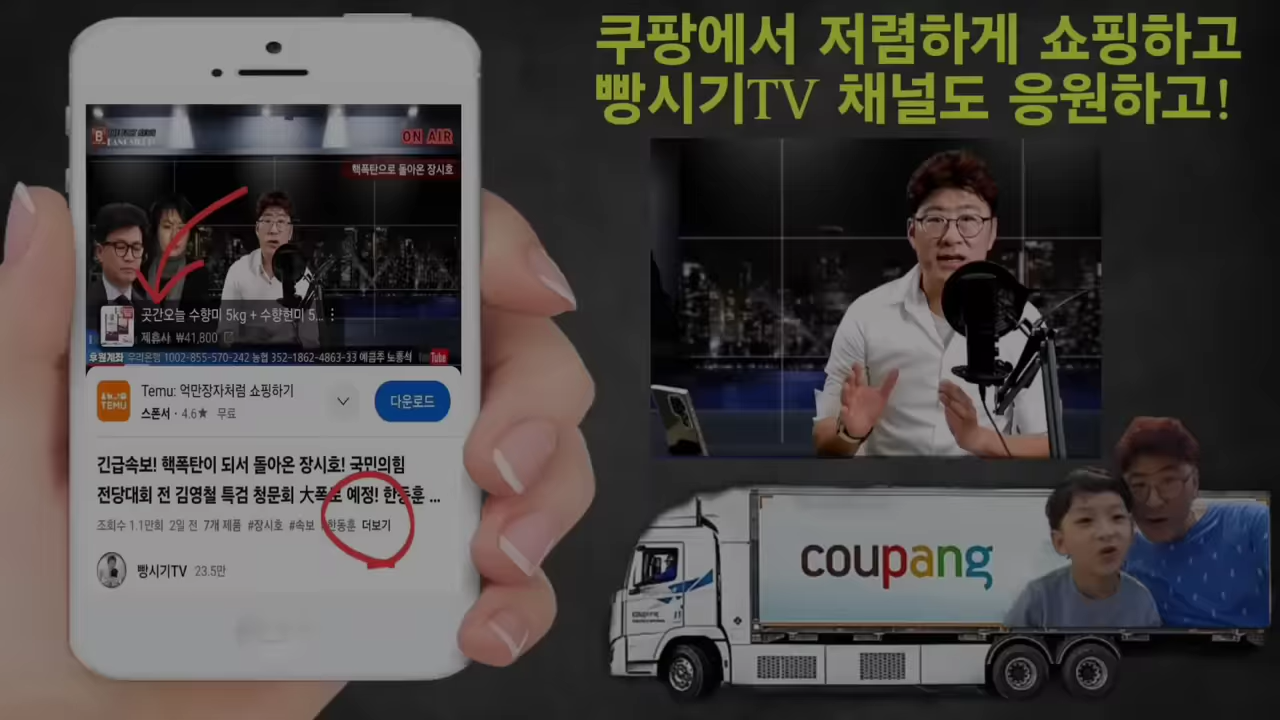 쿠팡에서 저렴하게 쇼핑하고
빵시기TV 채널도 응원하고!
ON AIR
핵폭탄으로 돌아온 장시호
곳간오늘 수향미 5kg + 수향현미 5...
제휴사 ₩41,800
후원계좌 우리은행 1002-855-570-242 농협 352-1862-4863-33 예금주 노종석
Temu: 억만장자처럼 쇼핑하기
TEMU
스폰서 · 4.6★ 무료
다운로드
긴급속보! 핵폭탄이 되서 돌아온 장시호! 국민의힘
전당대회 전 김영철 특검 청문회 大폭로 예정! 한동훈 ...
조회수 1.1만회 2일 전 7개 제품 #장시호 #속보 #한동훈 더보기
빵시기TV 23.5만
coupang